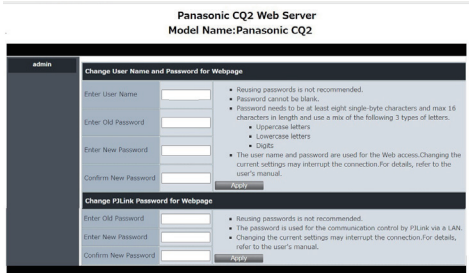 Panasonic CQ2 Web Server
Model Name:Panasonic CQ2
admin
Change User Name and Password for Webpage
Enter User Name
Enter Old Password
Enter New Password
Confirm New Password
Reusing passwords is not recommended.
Password cannot be blank.
Password needs to be at least eight single-byte characters and max 16
characters in length and use a mix of the following 3 types of letters.
Uppercase letters
Lowercase letters
Digits
The user name and password are used for the Web access.Changing the
current settings may interrupt the connection.For details, refer to the
user's manual.
Apply
Change PJLink Password for Webpage
Enter Old Password
Enter New Password
Confirm New Password
Reusing passwords is not recommended.
The password is used for the communication control by PJLink via a LAN.
Changing the current settings may interrupt the connection.For details,
refer to the user's manual.
Apply